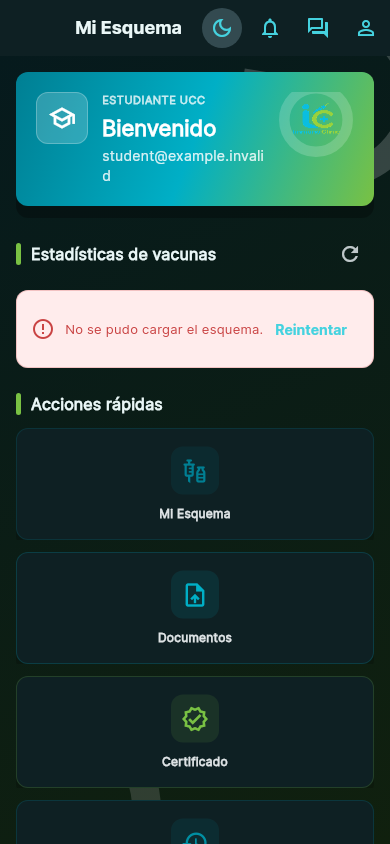 Mi Esquema
ESTUDIANTE UCC
Bienvenido
student@example.invali
d
Estadísticas de vacunas
No se pudo cargar el esquema. Reintentar
Acciones rápidas
Mi Esquema
Documentos
Certificado